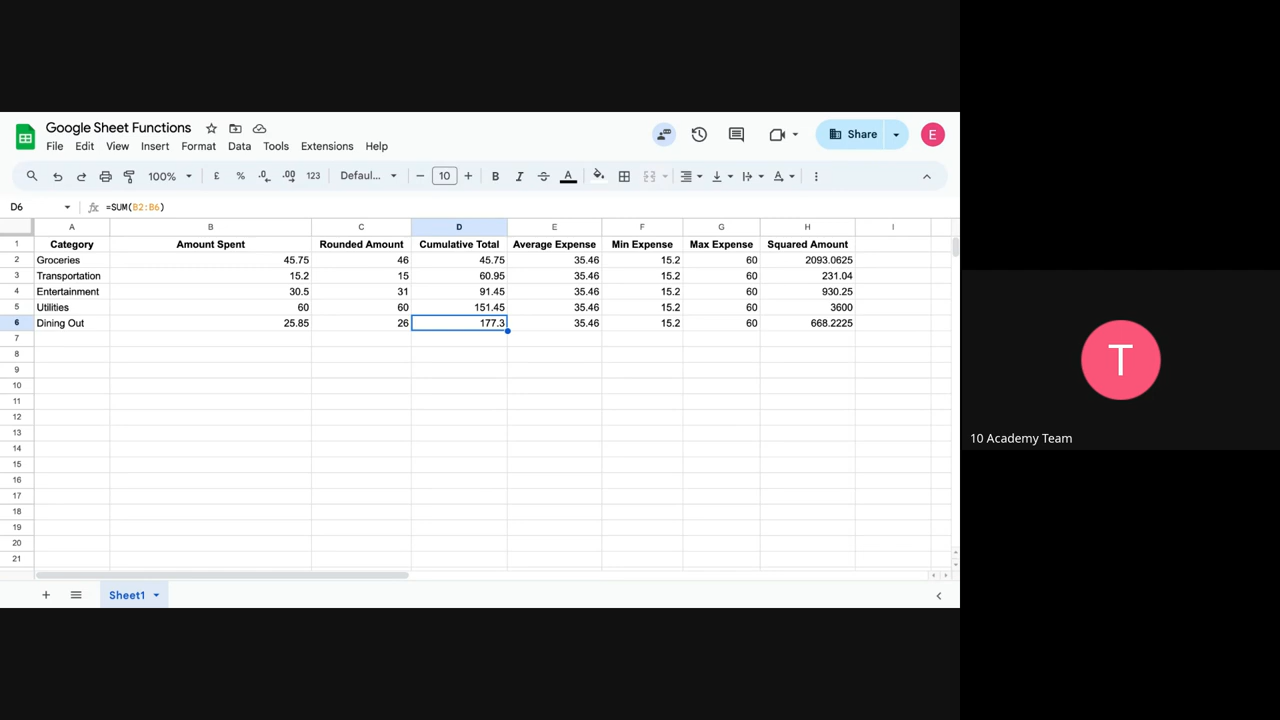 Google Sheet Functions
File Edit View Insert Format Data Tools Extensions Help
Share
E
100% £ % .0 .00 123 Defaul... − 10 + B I S A
D6 fx =SUM(B2:B6)
A B C D E F G H I
1 Category Amount Spent Rounded Amount Cumulative Total Average Expense Min Expense Max Expense Squared Amount
2 Groceries 45.75 46 45.75 35.46 15.2 60 2093.0625
3 Transportation 15.2 15 60.95 35.46 15.2 60 231.04
4 Entertainment 30.5 31 91.45 35.46 15.2 60 930.25
5 Utilities 60 60 151.45 35.46 15.2 60 3600
6 Dining Out 25.85 26 177.3 35.46 15.2 60 668.2225
7
8
9
10
11
12
13
14
15
16
17
18
19
20
21
Sheet1
T
10 Academy Team